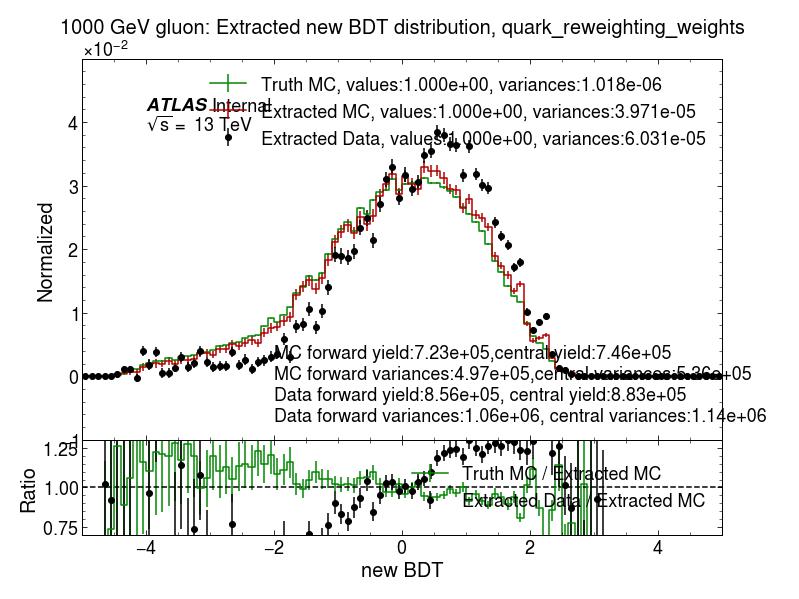 1000 GeV gluon: Extracted new BDT distribution, quark_reweighting_weights
×10⁻²
Truth MC, values:1.000e+00, variances:1.018e-06
ATLAS Internal
Extracted MC, values:1.000e+00, variances:3.971e-05
√s = 13 TeV
Extracted Data, values:1.000e+00, variances:6.031e-05
4
3
2
1
0
Normalized
MC forward yield:7.23e+05,central yield:7.46e+05
MC forward variances:4.97e+05,central variances:5.36e+05
Data forward yield:8.56e+05, central yield:8.83e+05
Data forward variances:1.06e+06, central variances:1.14e+06
1.25
1.00
0.75
Ratio
Truth MC / Extracted MC
Extracted Data / Extracted MC
−4 −2 0 2 4
new BDT